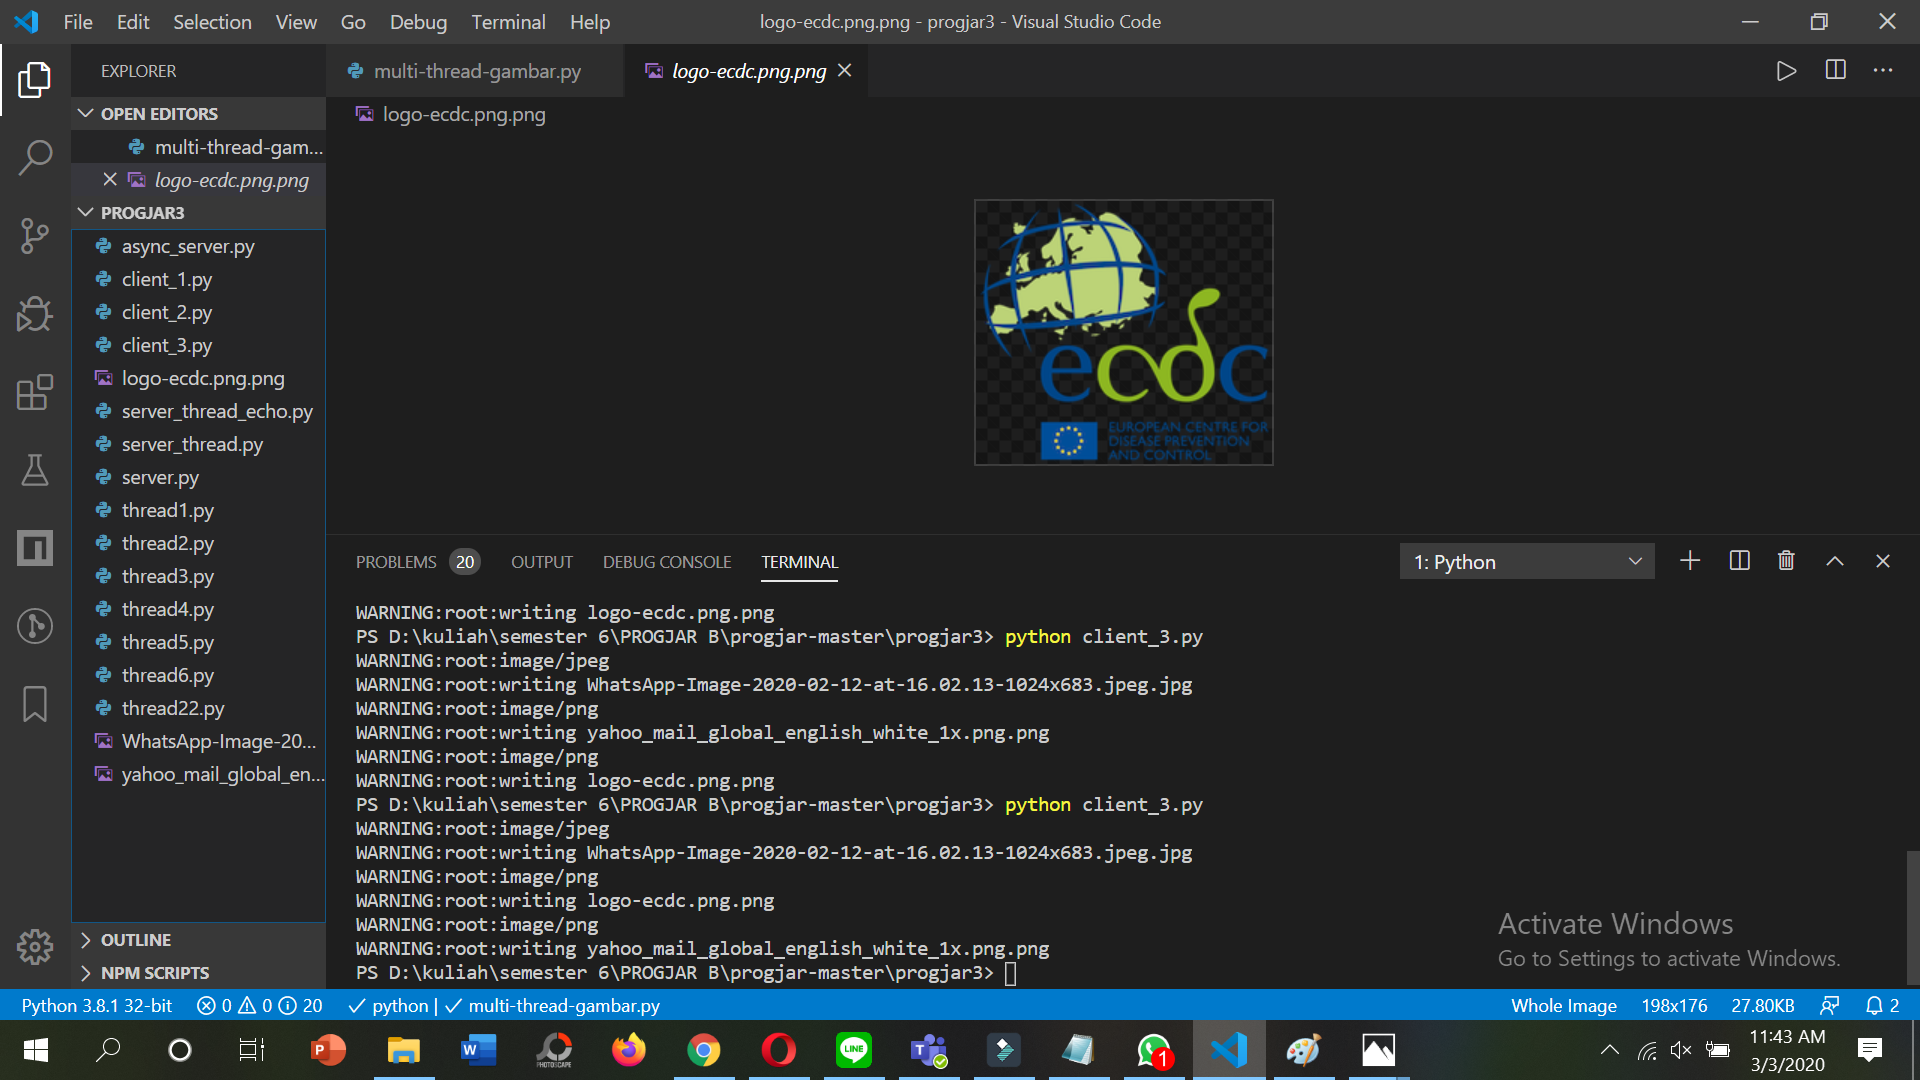 File Edit Selection View Go Debug Terminal Help
logo-ecdc.png.png - progjar3 - Visual Studio Code
EXPLORER
OPEN EDITORS
multi-thread-gam...
logo-ecdc.png.png
PROGJAR3
async_server.py
client_1.py
client_2.py
client_3.py
logo-ecdc.png.png
server_thread_echo.py
server_thread.py
server.py
thread1.py
thread2.py
thread3.py
thread4.py
thread5.py
thread6.py
thread22.py
WhatsApp-Image-20...
yahoo_mail_global_en...
OUTLINE
NPM SCRIPTS
multi-thread-gambar.py
logo-ecdc.png.png
logo-ecdc.png.png
ecdc
EUROPEAN CENTRE FOR
DISEASE PREVENTION
AND CONTROL
PROBLEMS 20 OUTPUT DEBUG CONSOLE TERMINAL
1: Python
WARNING:root:writing logo-ecdc.png.png
PS D:\kuliah\semester 6\PROGJAR B\progjar-master\progjar3> python client_3.py
WARNING:root:image/jpeg
WARNING:root:writing WhatsApp-Image-2020-02-12-at-16.02.13-1024x683.jpeg.jpg
WARNING:root:image/png
WARNING:root:writing yahoo_mail_global_english_white_1x.png.png
WARNING:root:image/png
WARNING:root:writing logo-ecdc.png.png
PS D:\kuliah\semester 6\PROGJAR B\progjar-master\progjar3> python client_3.py
WARNING:root:image/jpeg
WARNING:root:writing WhatsApp-Image-2020-02-12-at-16.02.13-1024x683.jpeg.jpg
WARNING:root:image/png
WARNING:root:writing logo-ecdc.png.png
WARNING:root:image/png
WARNING:root:writing yahoo_mail_global_english_white_1x.png.png
PS D:\kuliah\semester 6\PROGJAR B\progjar-master\progjar3>
Activate Windows
Go to Settings to activate Windows.
Python 3.8.1 32-bit 0 0 20 python | multi-thread-gambar.py
Whole Image 198x176 27.80KB 2
P W PHOTOSCAPE LINE T 1
11:43 AM
3/3/2020